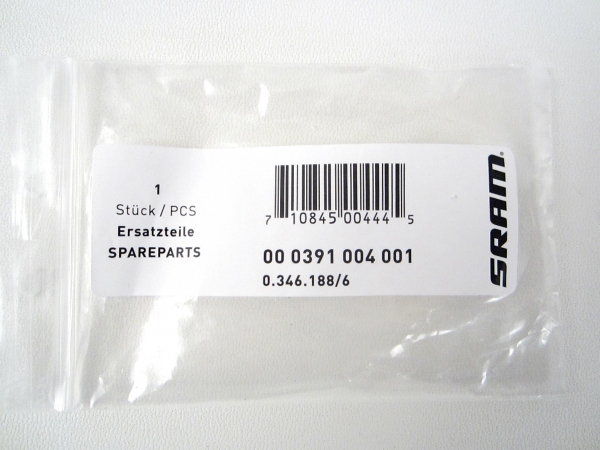 1
Stück / PCS
Ersatzteile
SPAREPARTS
7 10845 00444 5
00 0391 004 001
0.346.188/6
SRAM